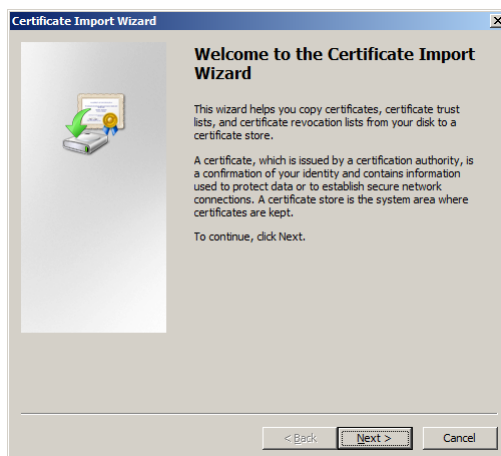 Certificate Import Wizard
Welcome to the Certificate Import
Wizard
This wizard helps you copy certificates, certificate trust
lists, and certificate revocation lists from your disk to a
certificate store.
A certificate, which is issued by a certification authority, is
a confirmation of your identity and contains information
used to protect data or to establish secure network
connections. A certificate store is the system area where
certificates are kept.
To continue, click Next.
< Back Next > Cancel